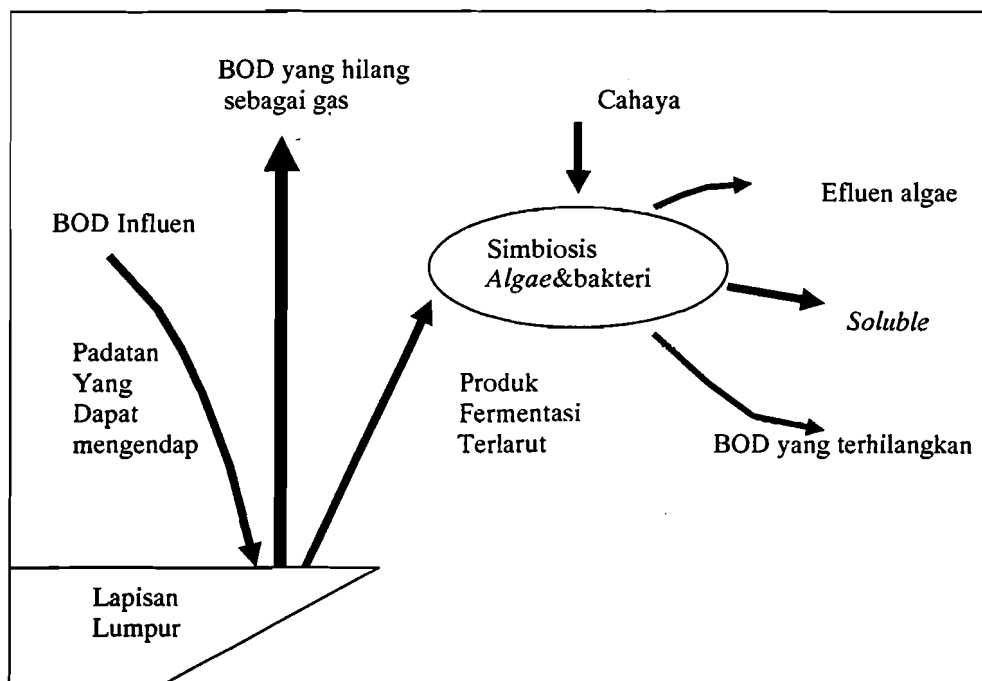 BOD yang hilang
sebagai gas
Cahaya
Efluen algae
BOD Influen
Simbiosis
Algae&bakteri
Soluble
Padatan
Yang
Dapat
mengendap
Produk
Fermentasi
Terlarut
BOD yang terhilangkan
Lapisan
Lumpur